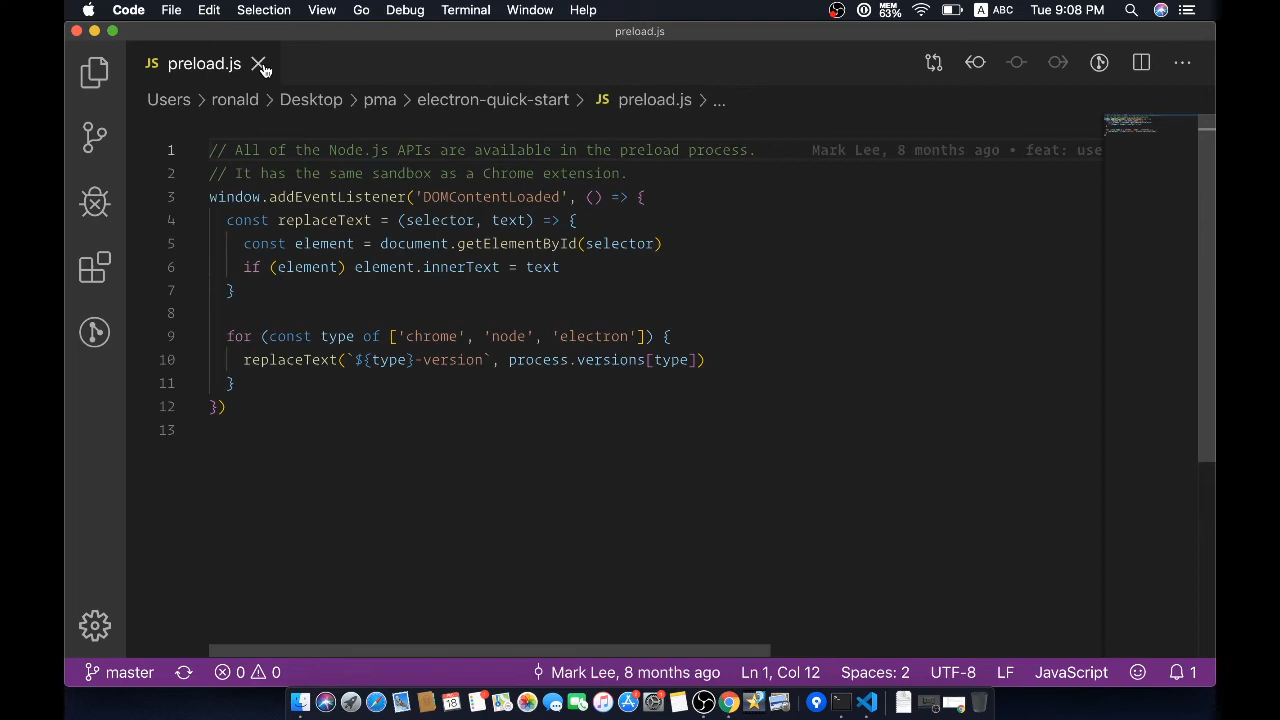 Code File Edit Selection View Go Debug Terminal Window Help MEM 63% A ABC Tue 9:08 PM
preload.js
JS preload.js
Users > ronald > Desktop > pma > electron-quick-start > JS preload.js > ...
1 // All of the Node.js APIs are available in the preload process. Mark Lee, 8 months ago • feat: use
2 // It has the same sandbox as a Chrome extension.
3 window.addEventListener('DOMContentLoaded', () => {
4 const replaceText = (selector, text) => {
5 const element = document.getElementById(selector)
6 if (element) element.innerText = text
7 }
8
9 for (const type of ['chrome', 'node', 'electron']) {
10 replaceText(`${type}-version`, process.versions[type])
11 }
12 })
13
master 0 0 Mark Lee, 8 months ago Ln 1, Col 12 Spaces: 2 UTF-8 LF JavaScript 1